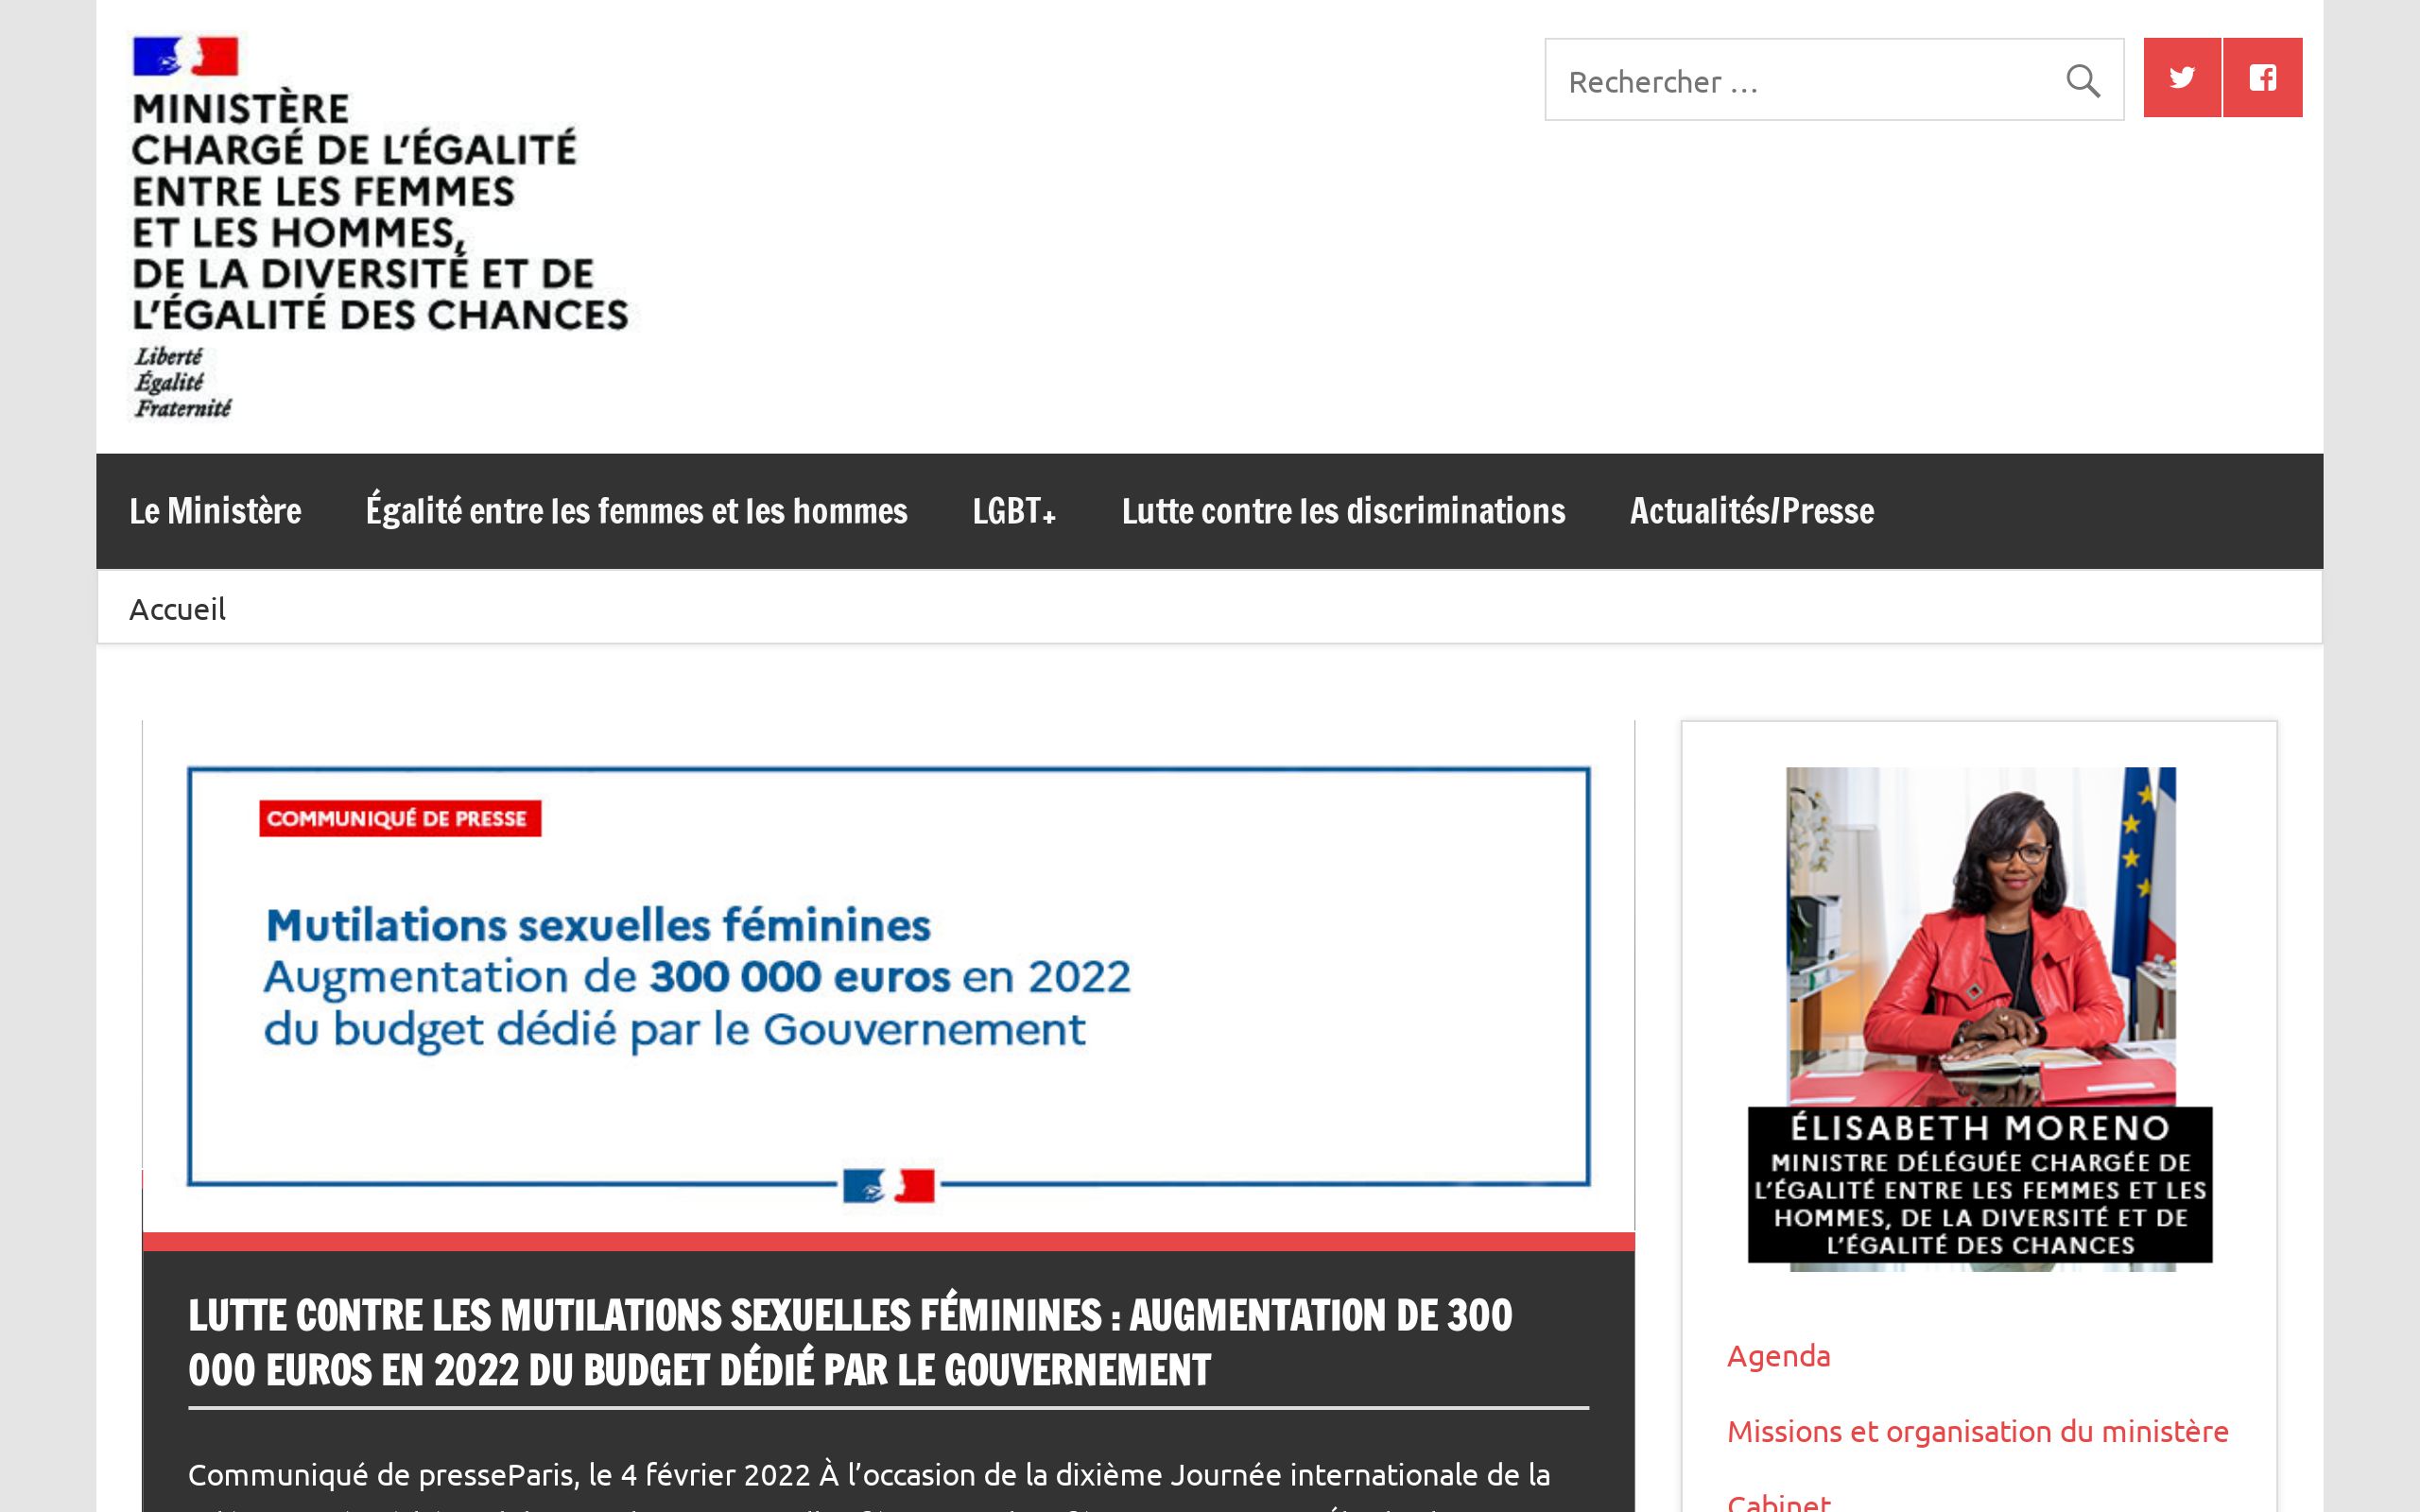 MINISTÈRE
CHARGÉ DE L'ÉGALITÉ
ENTRE LES FEMMES
ET LES HOMMES,
DE LA DIVERSITÉ ET DE
L'ÉGALITÉ DES CHANCES
Liberté
Égalité
Fraternité
Rechercher …
Le Ministère Égalité entre les femmes et les hommes LGBT+ Lutte contre les discriminations Actualités/Presse
Accueil
COMMUNIQUÉ DE PRESSE
Mutilations sexuelles féminines
Augmentation de 300 000 euros en 2022
du budget dédié par le Gouvernement
LUTTE CONTRE LES MUTILATIONS SEXUELLES FÉMININES : AUGMENTATION DE 300
000 EUROS EN 2022 DU BUDGET DÉDIÉ PAR LE GOUVERNEMENT
Communiqué de presseParis, le 4 février 2022 À l’occasion de la dixième Journée internationale de la
ÉLISABETH MORENO
MINISTRE DÉLÉGUÉE CHARGÉE DE
L'ÉGALITÉ ENTRE LES FEMMES ET LES
HOMMES, DE LA DIVERSITÉ ET DE
L'ÉGALITÉ DES CHANCES
Agenda
Missions et organisation du ministère
Cabinet